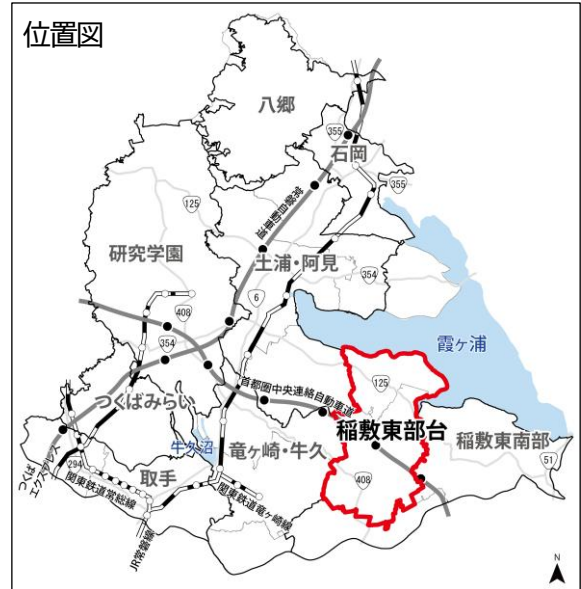 位置図
八郷
355
石岡
355
125
常磐自動車道
研究学園
土浦・阿見
354
6
408
354
霞ヶ浦
首都圏中央連絡自動車道
125
つくばみらい
稲敷東部台
牛久沼
竜ヶ崎・牛久
稲敷東南部
51
つくば
エクスプレス
294
取手
408
関東鉄道常総線
関東鉄道竜ヶ崎線
JR常磐線
N